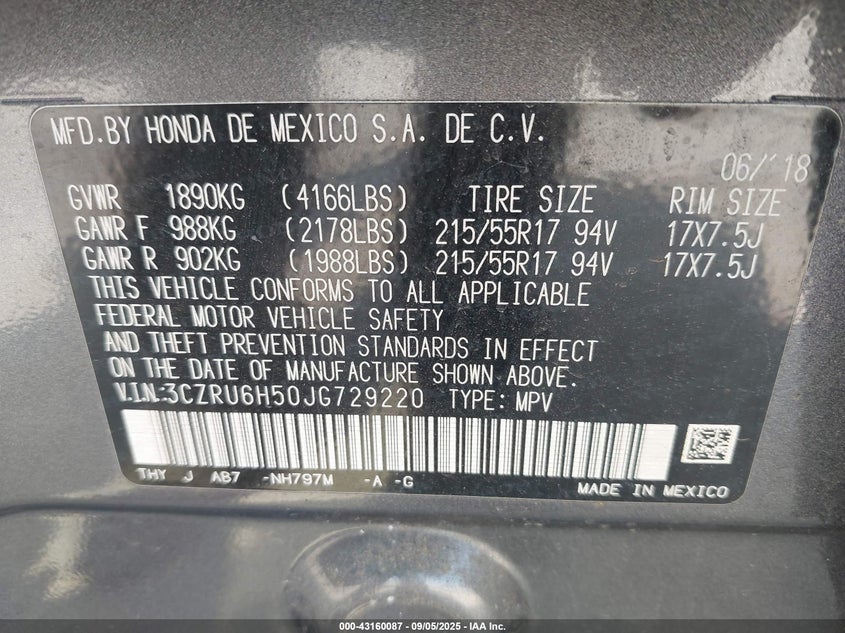 MFD.BY HONDA DE MEXICO S.A. DE C.V.
06/'18
GVWR 1890KG (4166LBS) TIRE SIZE RIM SIZE
GAWR F 988KG (2178LBS) 215/55R17 94V 17X7.5J
GAWR R 902KG (1988LBS) 215/55R17 94V 17X7.5J
THIS VEHICLE CONFORMS TO ALL APPLICABLE
FEDERAL MOTOR VEHICLE SAFETY
AND THEFT PREVENTION STANDARDS IN EFFECT
ON THE DATE OF MANUFACTURE SHOWN ABOVE.
V.I.N.:3CZRU6H50JG729220 TYPE: MPV
THY J AB7 -NH797M -A -G
MADE IN MEXICO
000-43160087 - 09/05/2025 - IAA Inc.